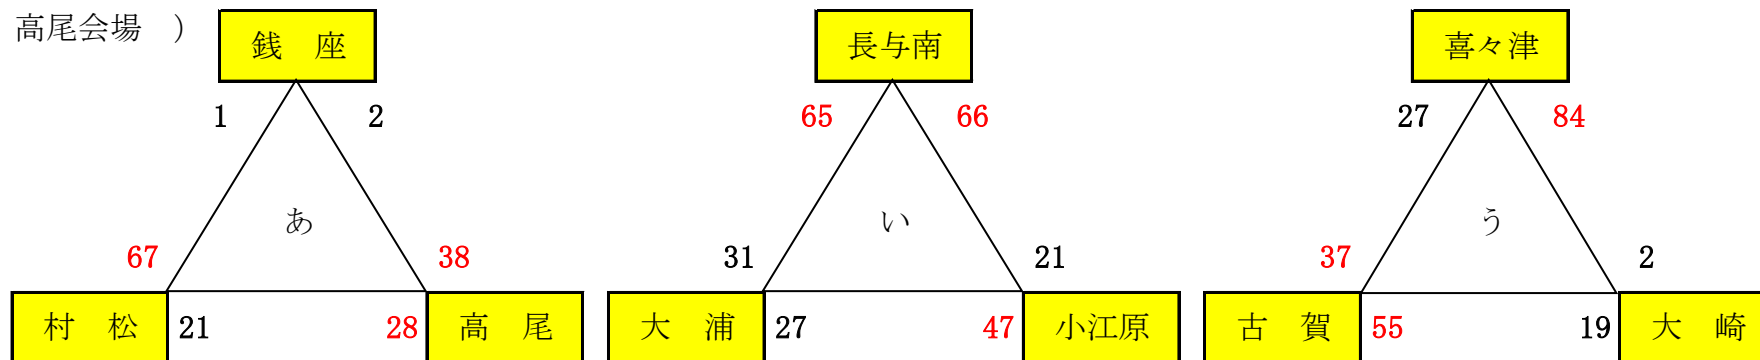 高尾会場　）
銭　座
長与南
喜々津
1 2
65 66
27 84
あ
い
う
67 38
31 21
37 2
村　松 21 28 高　尾
大　浦 27 47 小江原
古　賀 55 19 大　崎